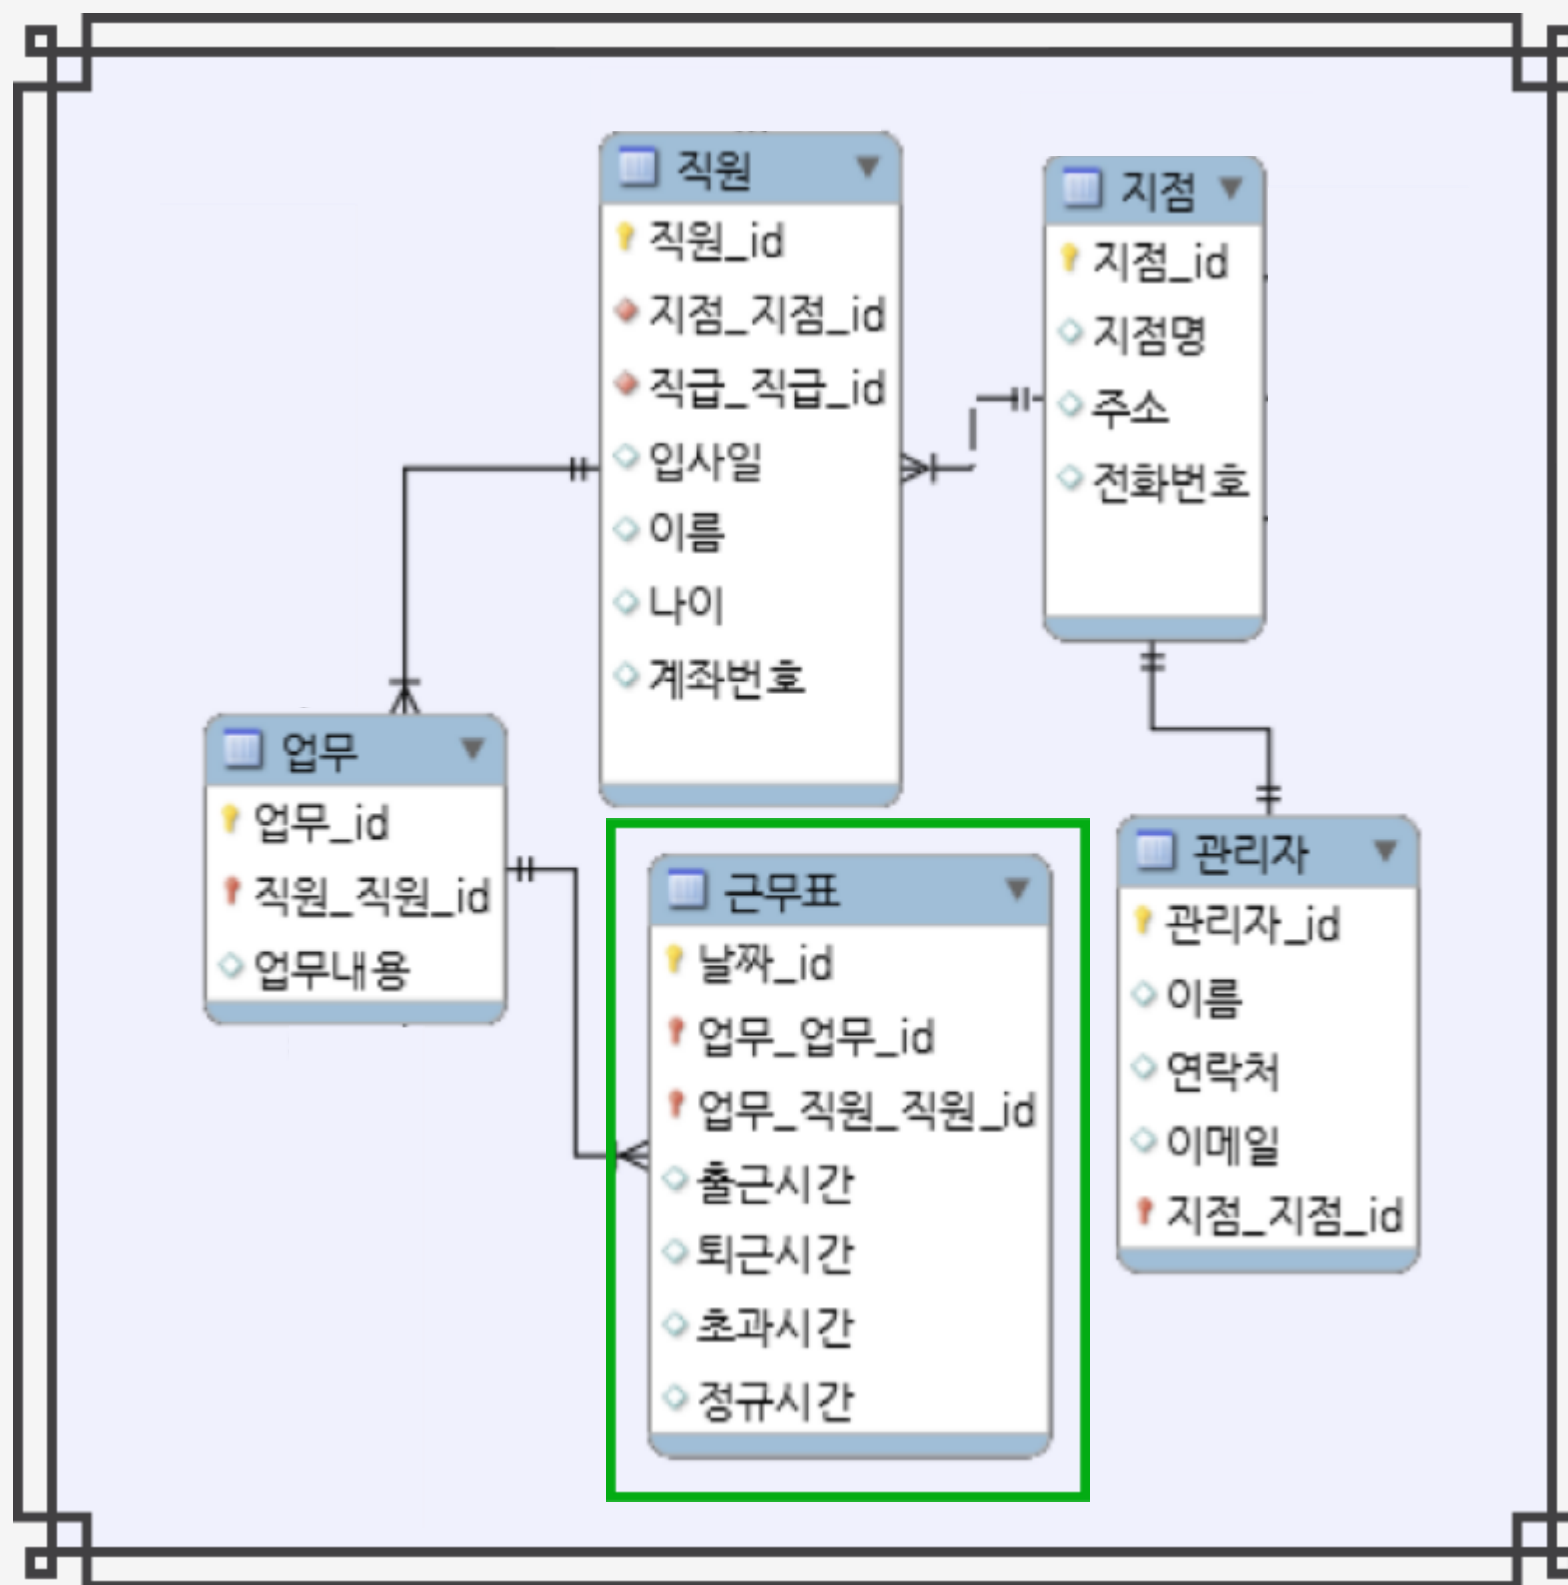 직원
직원_id
지점_지점_id
직급_직급_id
입사일
이름
나이
계좌번호
지점
지점_id
지점명
주소
전화번호
업무
업무_id
직원_직원_id
업무내용
근무표
날짜_id
업무_업무_id
업무_직원_직원_id
출근시간
퇴근시간
초과시간
정규시간
관리자
관리자_id
이름
연락처
이메일
지점_지점_id